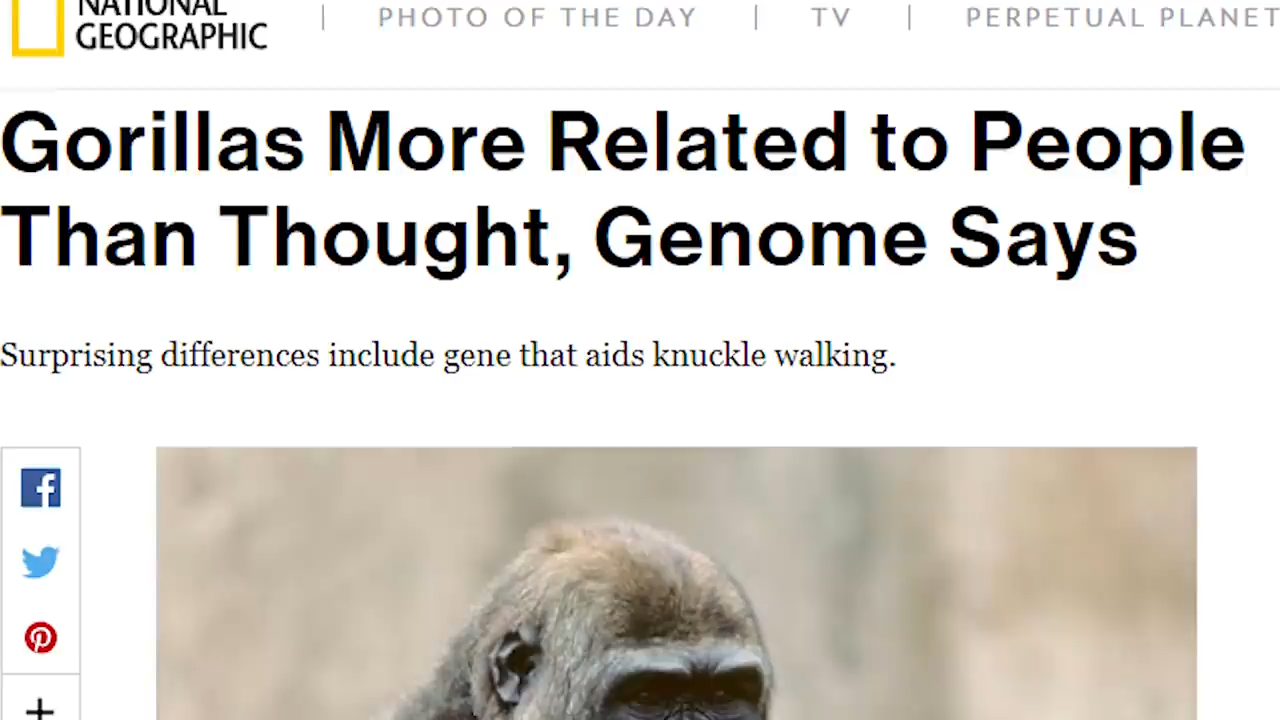 NATIONAL
GEOGRAPHIC
PHOTO OF THE DAY
TV
PERPETUAL PLANET
Gorillas More Related to People
Than Thought, Genome Says
Surprising differences include gene that aids knuckle walking.